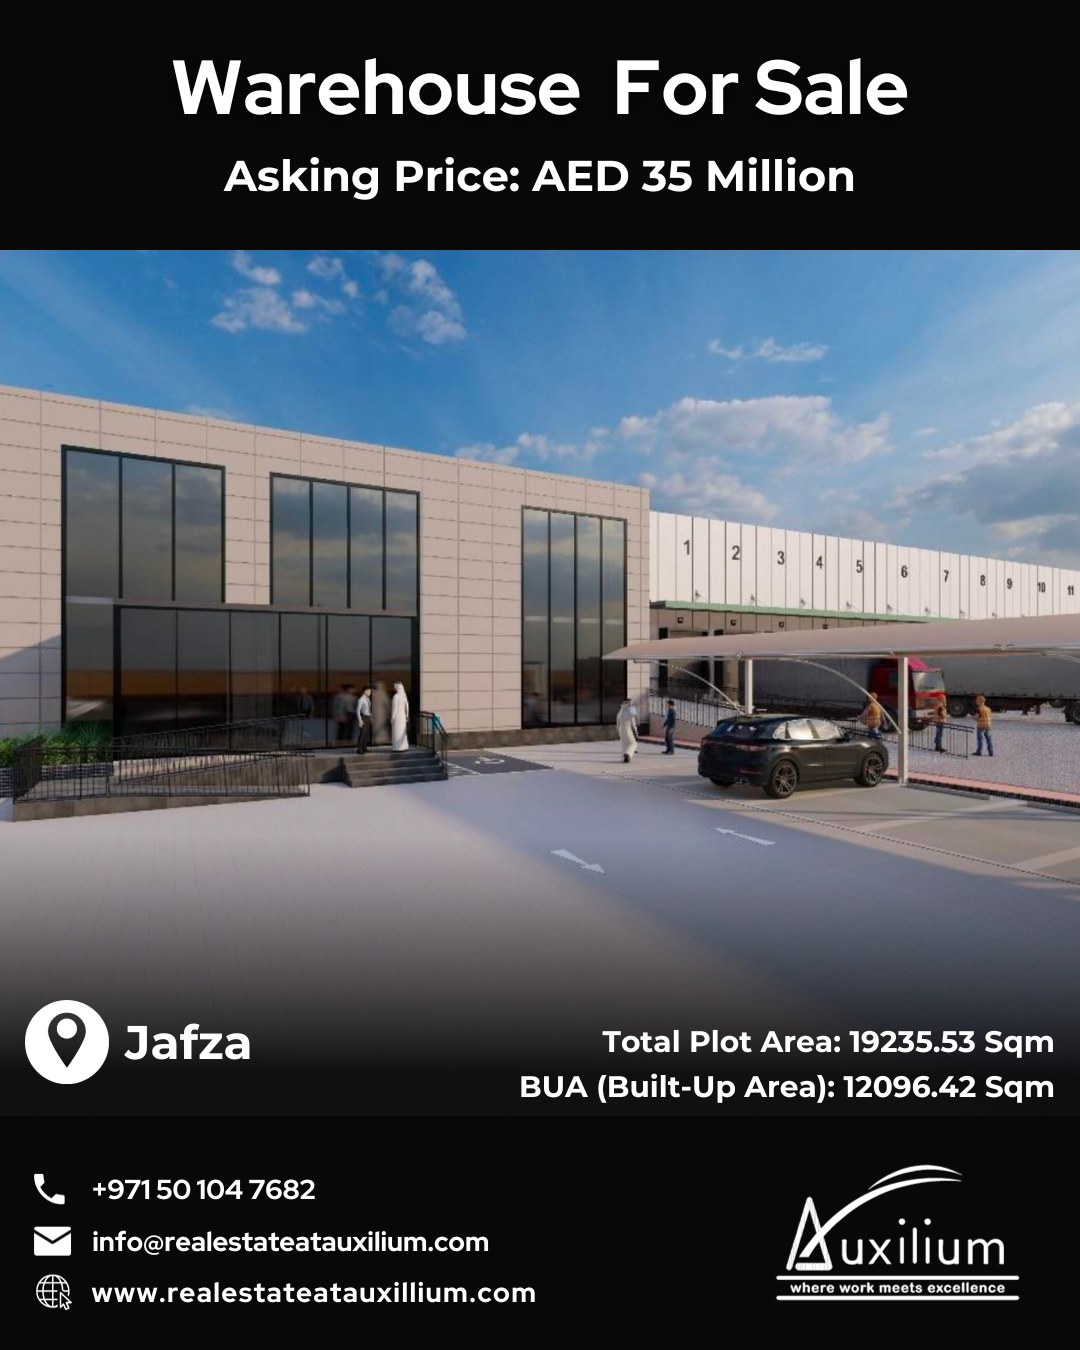 Warehouse For Sale
Asking Price: AED 35 Million
1 2 3 4 5 6 7 8 9 10 11
Jafza
Total Plot Area: 19235.53 Sqm
BUA (Built-Up Area): 12096.42 Sqm
+971 50 104 7682
info@realestateatauxilium.com
www.realestateatauxillium.com
Auxilium
where work meets excellence